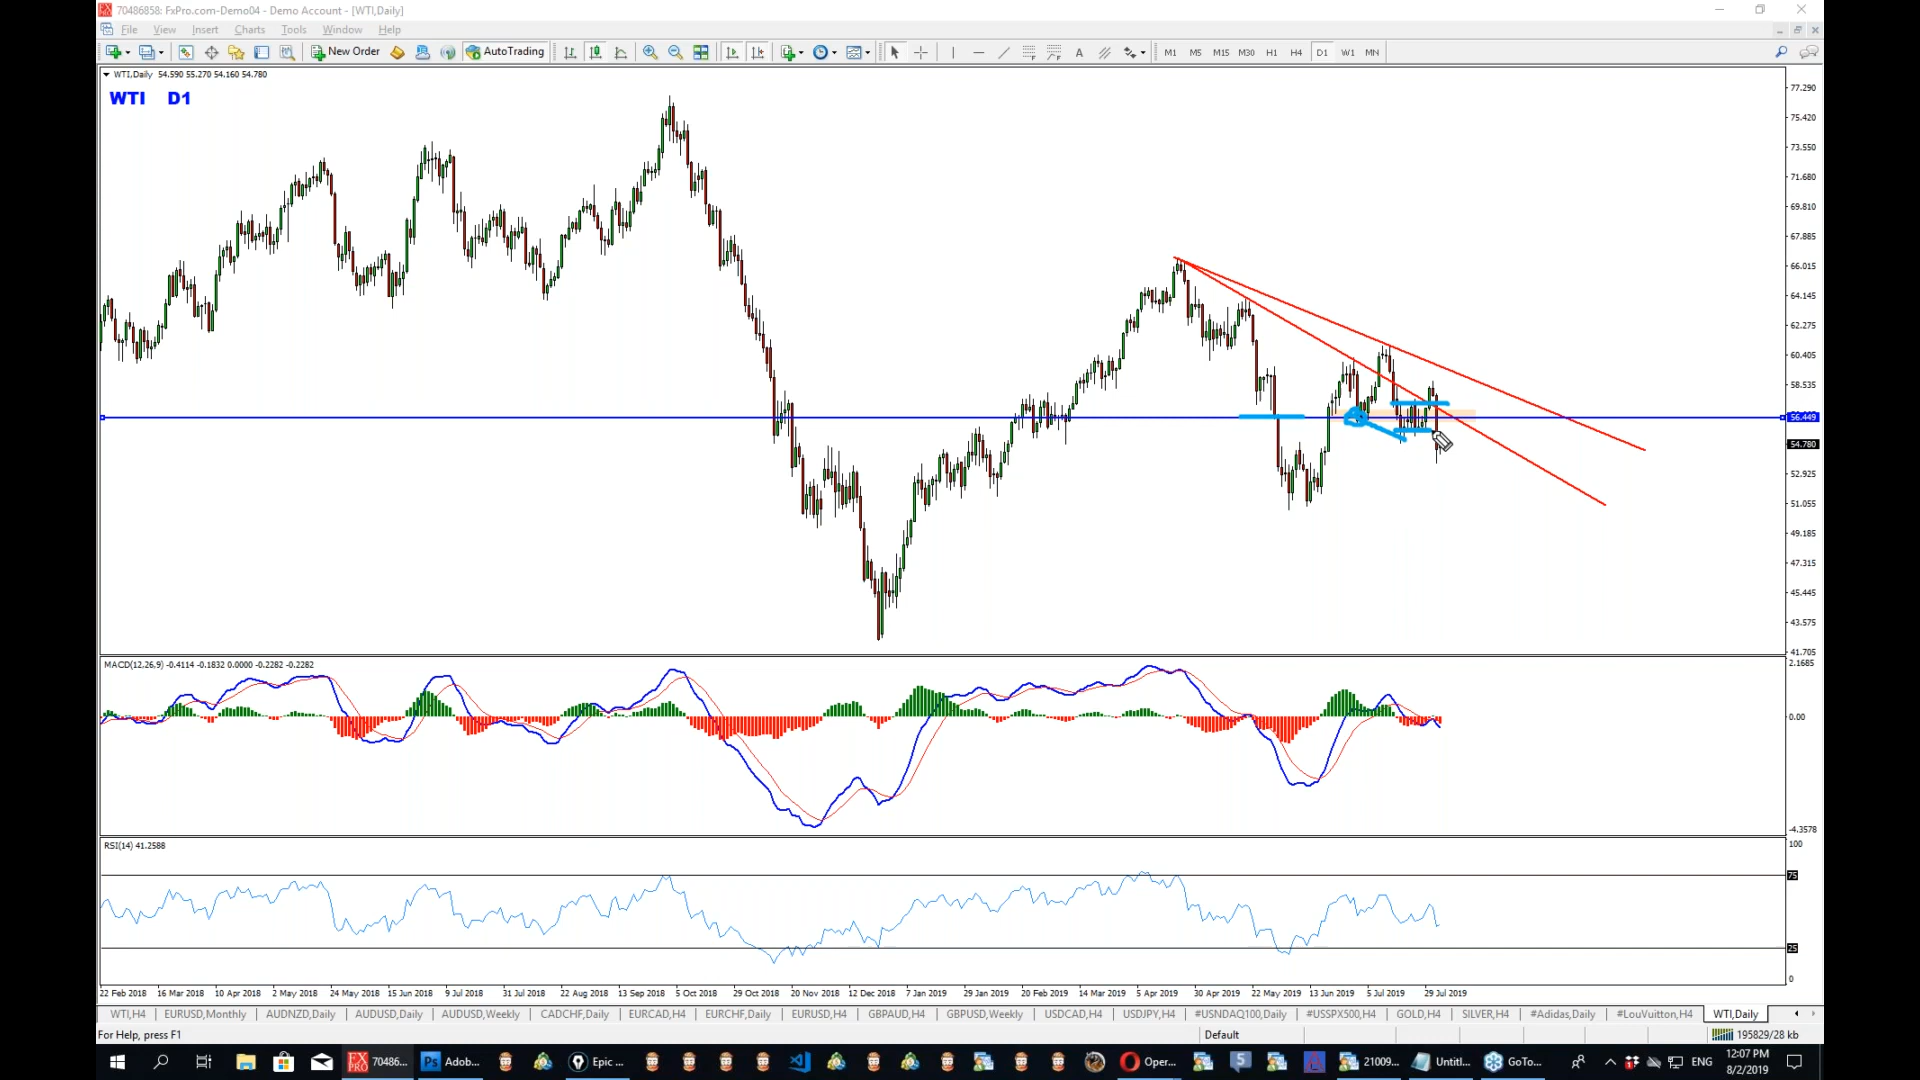 70486858: FxPro.com-Demo04 - Demo Account - [WTI,Daily]
File View Insert Charts Tools Window Help
New Order AutoTrading A M1 M5 M15 M30 H1 H4 D1 W1 MN
WTI,Daily 54.590 55.270 54.160 54.780
WTI D1
77.290
75.420
73.550
71.680
69.810
67.885
66.015
64.145
62.275
60.405
58.535
56.449
54.780
52.925
51.055
49.185
47.315
45.445
43.575
41.705
MACD(12,26,9) -0.4114 -0.1832 0.0000 -0.2282 -0.2282
2.1685
0.00
-4.3578
RSI(14) 41.2588
100
75
25
0
22 Feb 2018 16 Mar 2018 10 Apr 2018 2 May 2018 24 May 2018 15 Jun 2018 9 Jul 2018 31 Jul 2018 22 Aug 2018 13 Sep 2018 5 Oct 2018 29 Oct 2018 20 Nov 2018 12 Dec 2018 7 Jan 2019 29 Jan 2019 20 Feb 2019 14 Mar 2019 5 Apr 2019 30 Apr 2019 22 May 2019 13 Jun 2019 5 Jul 2019 29 Jul 2019
WTI,H4 EURUSD,Monthly AUDNZD,Daily AUDUSD,Daily AUDUSD,Weekly CADCHF,Daily EURCAD,H4 EURCHF,Daily EURUSD,H4 GBPAUD,H4 GBPUSD,Weekly USDCAD,H4 USDJPY,H4 #USNDAQ100,Daily #USSPX500,H4 GOLD,H4 SILVER,H4 #Adidas,Daily #LouVuitton,H4 WTI,Daily
For Help, press F1 Default 195829/28 kb
70486... Adob... Epic ... Oper... 21009... Untitl... GoTo... ENG 12:07 PM
8/2/2019